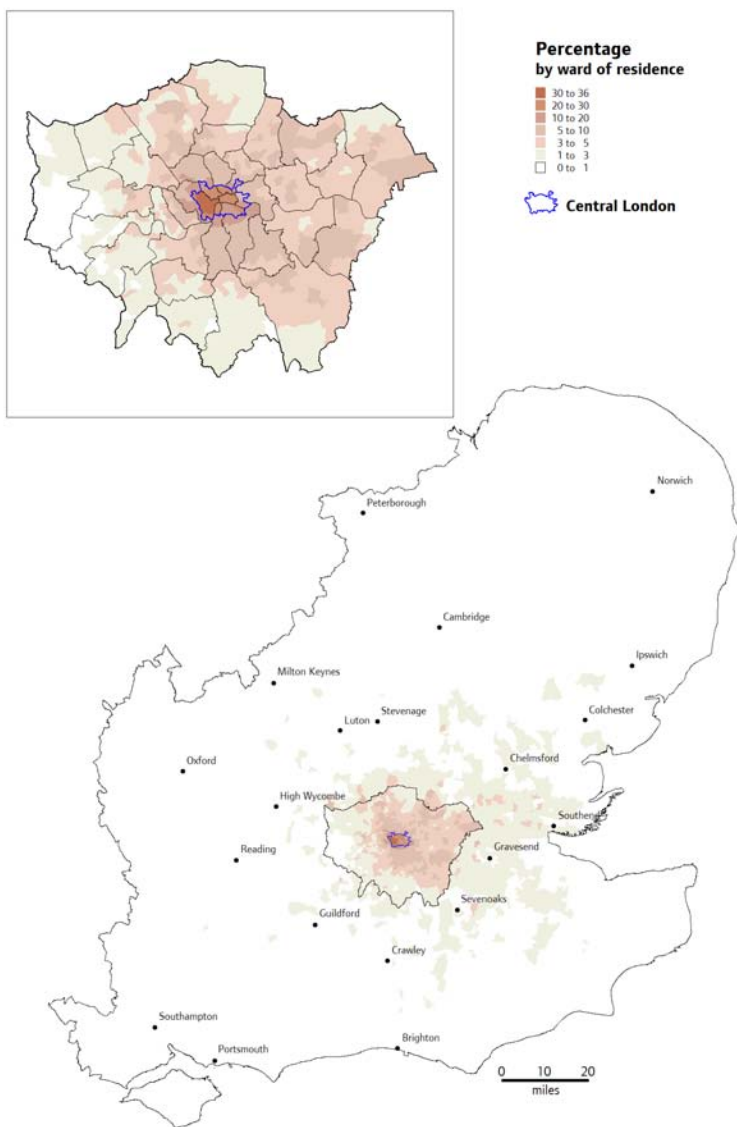 Percentage
by ward of residence
30 to 36
20 to 30
10 to 20
5 to 10
3 to 5
1 to 3
0 to 1
Central London
Norwich
Peterborough
Cambridge
Ipswich
Milton Keynes
Colchester
Stevenage
Luton
Chelmsford
Oxford
High Wycombe
Southend
Reading
Gravesend
Sevenoaks
Guildford
Crawley
Southampton
Brighton
Portsmouth
0 10 20
miles